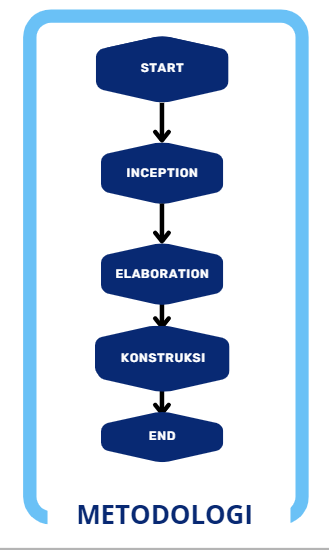 START
INCEPTION
ELABORATION
KONSTRUKSI
END
METODOLOGI